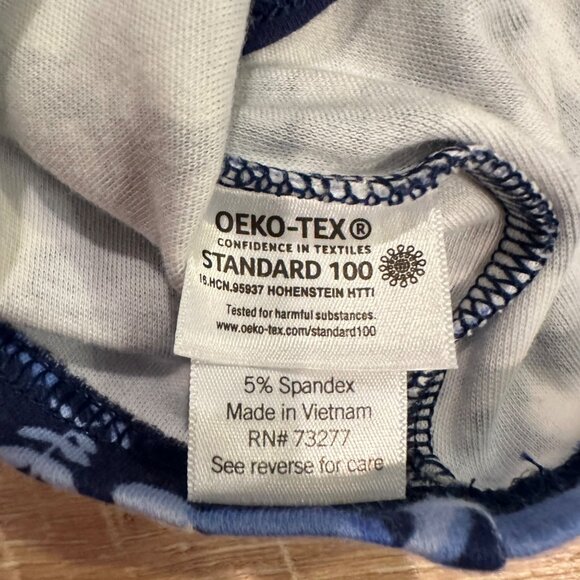 OEKO-TEX®
CONFIDENCE IN TEXTILES
STANDARD 100
16.HCN.95937 HOHENSTEIN HTTI
Tested for harmful substances.
www.oeko-tex.com/standard100
5% Spandex
Made in Vietnam
RN# 73277
See reverse for care